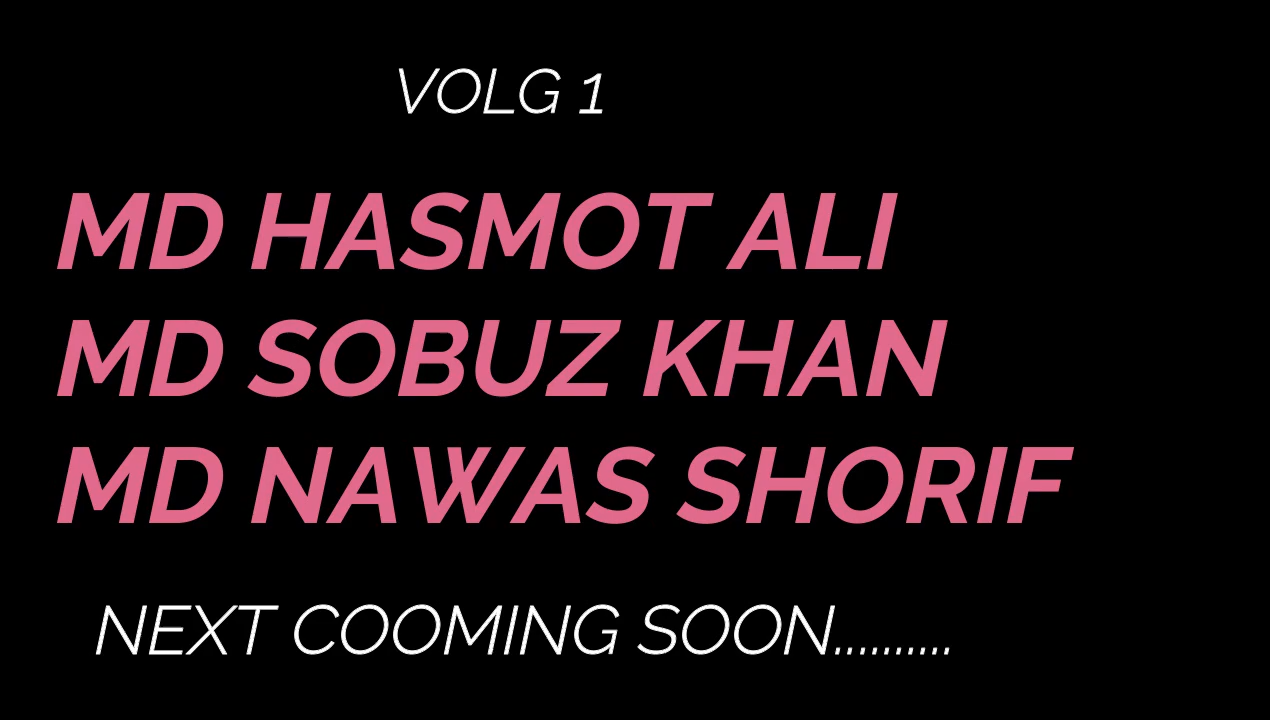 VOLG 1
MD HASMOT ALI
MD SOBUZ KHAN
MD NAWAS SHORIF
NEXT COOMING SOON..........